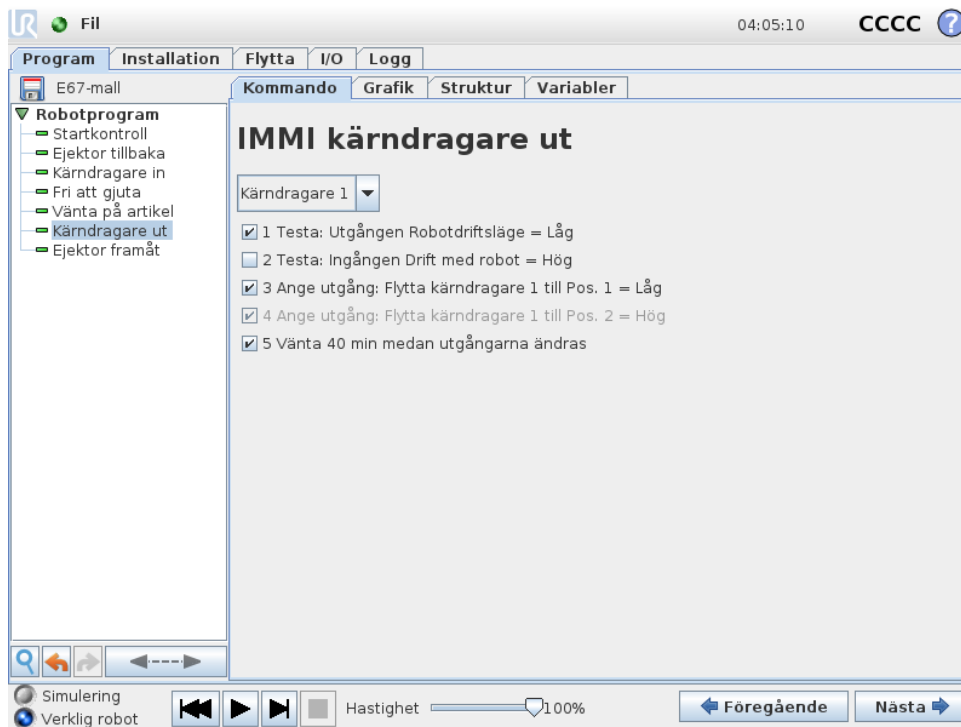 UR Fil 04:05:10 CCCC ?
Program Installation Flytta I/O Logg
E67-mall
Kommando Grafik Struktur Variabler
Robotprogram
Startkontroll
Ejektor tillbaka
Kärndragare in
Fri att gjuta
Vänta på artikel
Kärndragare ut
Ejektor framåt
IMMI kärndragare ut
Kärndragare 1
1 Testa: Utgången Robotdriftsläge = Låg
2 Testa: Ingången Drift med robot = Hög
3 Ange utgång: Flytta kärndragare 1 till Pos. 1 = Låg
4 Ange utgång: Flytta kärndragare 1 till Pos. 2 = Hög
5 Vänta 40 min medan utgångarna ändras
Simulering
Verklig robot
Hastighet 100%
Föregående Nästa